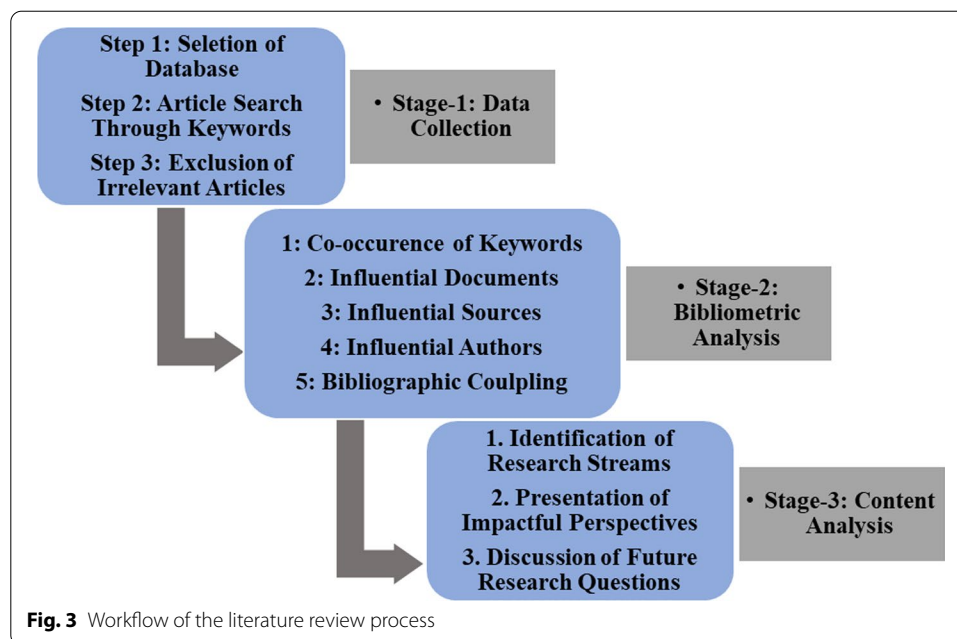 Step 1: Seletion of
Database
Step 2: Article Search
Through Keywords
Step 3: Exclusion of
Irrelevant Articles
• Stage-1: Data
Collection
1: Co-occurence of Keywords
2: Influential Documents
3: Influential Sources
4: Influential Authors
5: Bibliographic Coulpling
• Stage-2:
Bibliometric
Analysis
1. Identification of
Research Streams
2. Presentation of
Impactful Perspectives
3. Discussion of Future
Research Questions
• Stage-3: Content
Analysis
Fig. 3 Workflow of the literature review process